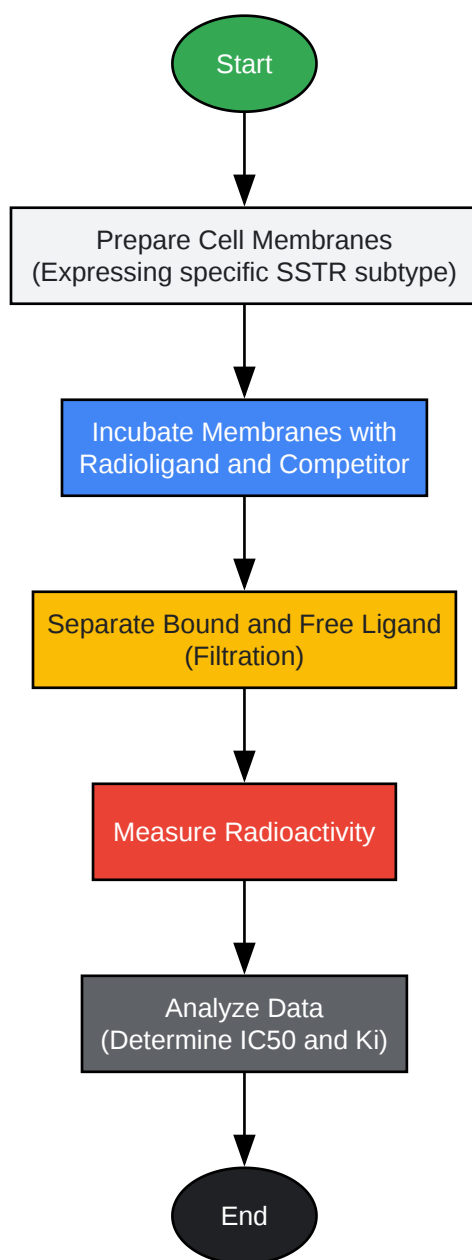 Start
Prepare Cell Membranes
(Expressing specific SSTR subtype)
Incubate Membranes with
Radioligand and Competitor
Separate Bound and Free Ligand
(Filtration)
Measure Radioactivity
Analyze Data
(Determine IC50 and Ki)
End